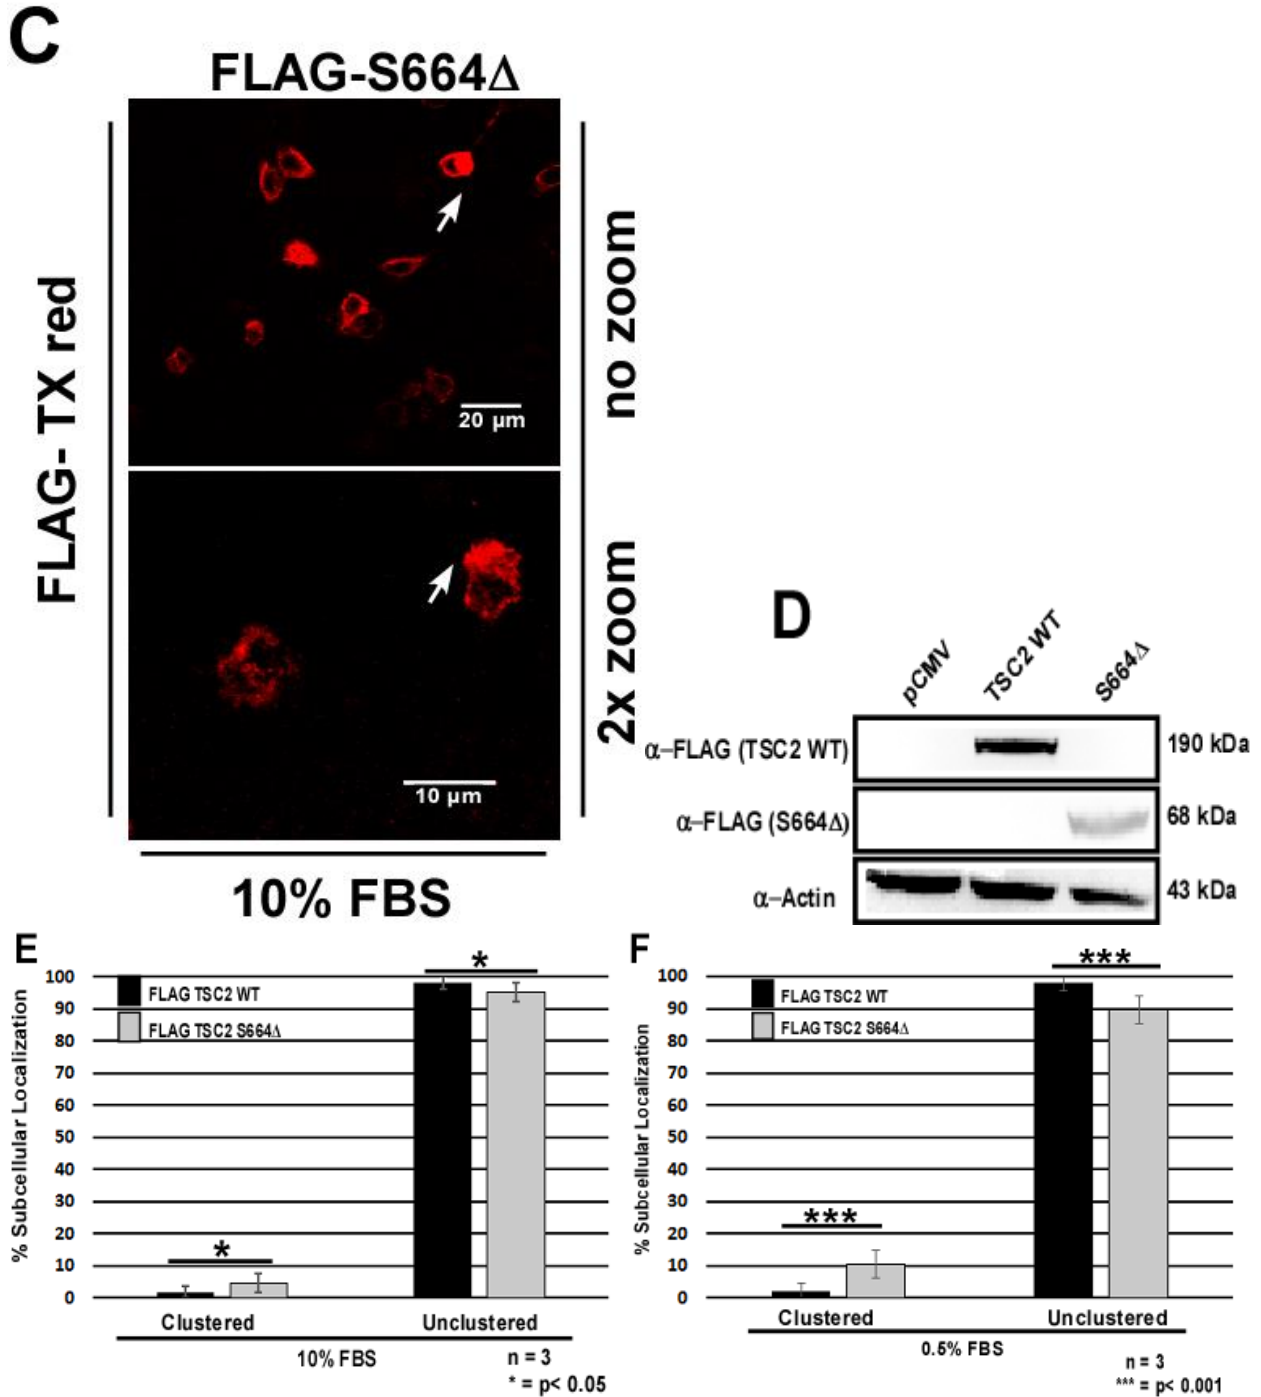 C
FLAG-S664Δ
FLAG- TX red
no zoom
20 µm
2x zoom
10 µm
10% FBS
D
pCMV
TSC2 WT
S664Δ
α–FLAG (TSC2 WT)
190 kDa
α–FLAG (S664Δ)
68 kDa
α–Actin
43 kDa
E
% Subcellular Localization
100
90
80
70
60
50
40
30
20
10
0
FLAG TSC2 WT
FLAG TSC2 S664Δ
*
*
Clustered
Unclustered
10% FBS
n = 3
* = p< 0.05
F
% Subcellular Localization
100
90
80
70
60
50
40
30
20
10
0
FLAG TSC2 WT
FLAG TSC2 S664Δ
***
***
Clustered
Unclustered
0.5% FBS
n = 3
*** = p< 0.001